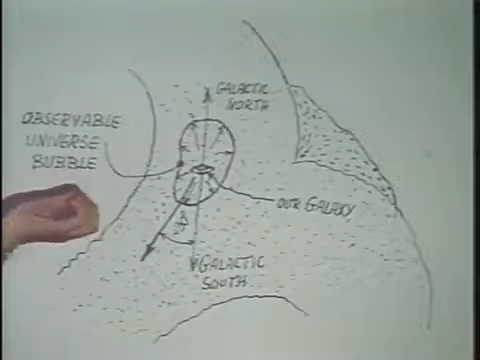 GALACTIC
NORTH
OBSERVABLE
UNIVERSE
BUBBLE
OUR GALAXY
GALACTIC
SOUTH